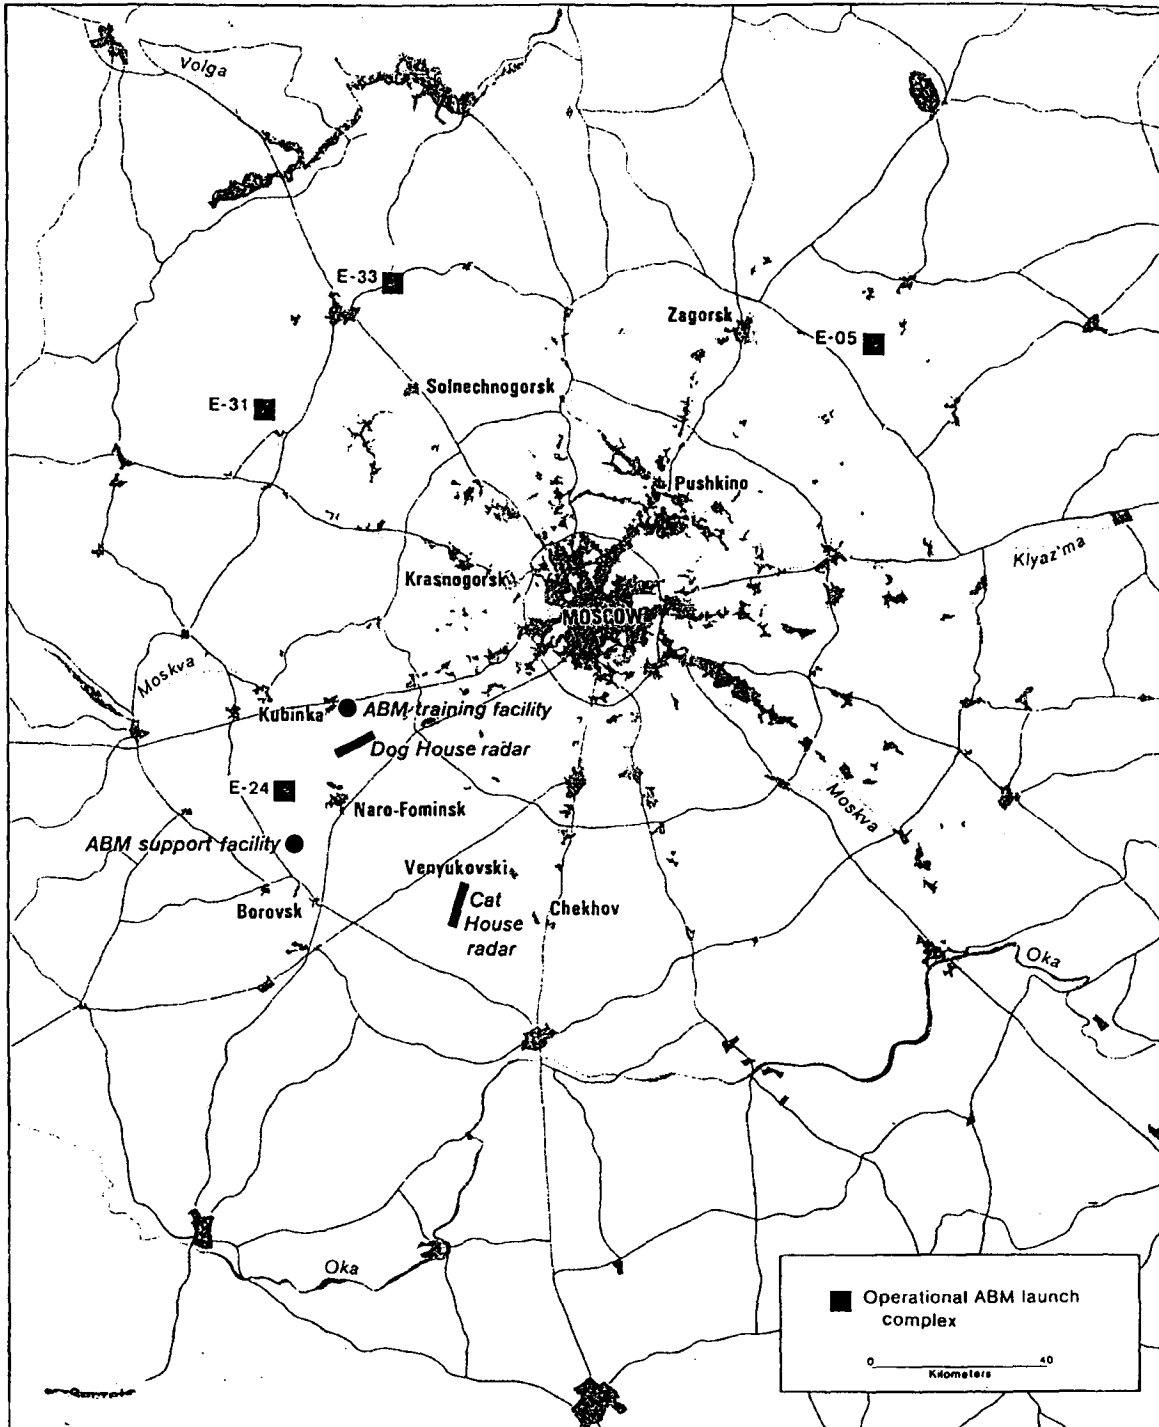 Volga
E-33
Zagorsk
E-05
Solnechnogorsk
E-31
Pushkino
Klyaz'ma
Krasnogorsk
MOSCOW
Moskva
Kubinka
ABM training facility
Dog House radar
E-24
Naro-Fominsk
Moskva
ABM support facility
Venyukovski
Cat
House
radar
Borovsk
Chekhov
Oka
Oka
Operational ABM launch
complex
0 40
Kilometers